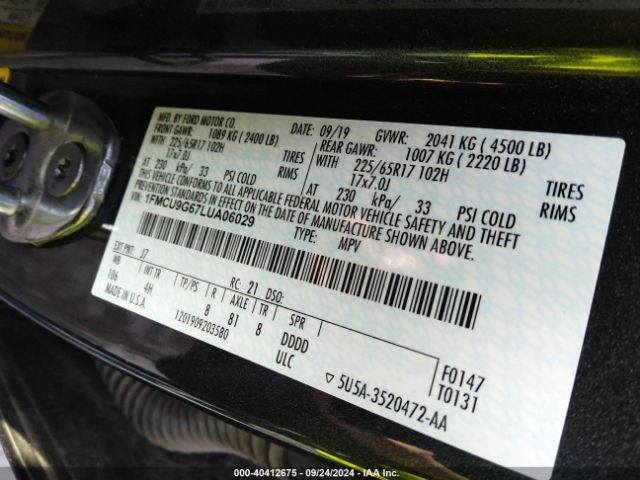 MFD. BY FORD MOTOR CO.
DATE: 09/19 GVWR: 2041 KG ( 4500 LB)
FRONT GAWR: 1089 KG ( 2400 LB) REAR GAWR: 1007 KG ( 2220 LB)
WITH 225/65R17 102H TIRES WITH 225/65R17 102H TIRES
17x7.0J RIMS 17x7.0J RIMS
AT 230 kPa/ 33 PSI COLD AT 230 kPa/ 33 PSI COLD
THIS VEHICLE CONFORMS TO ALL APPLICABLE FEDERAL MOTOR VEHICLE SAFETY AND THEFT
PREVENTION STANDARDS IN EFFECT ON THE DATE OF MANUFACTURE SHOWN ABOVE.
VIN: 1FMCU9G67LUA06029
TYPE: MPV
EXT PNT: J7 RC: 21 DSO:
WB INT TR TP/PS R AXLE TR SPR
106 4H 8 81 8 DDDD
MADE IN U.S.A. ULC
1201909203580
F0147
T0131
▽ 5U5A-3520472-AA
000-40412675 - 09/24/2024 - IAA Inc.